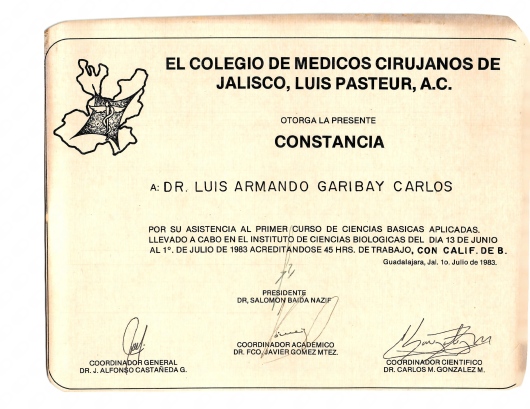 EL COLEGIO DE MEDICOS CIRUJANOS DE
JALISCO, LUIS PASTEUR, A.C.
OTORGA LA PRESENTE
CONSTANCIA
A: DR. LUIS ARMANDO GARIBAY CARLOS
POR SU ASISTENCIA AL PRIMER CURSO DE CIENCIAS BASICAS APLICADAS.
LLEVADO A CABO EN EL INSTITUTO DE CIENCIAS BIOLOGICAS DEL DIA 13 DE JUNIO
AL 1º. DE JULIO DE 1983 ACREDITANDOSE 45 HRS. DE TRABAJO, CON CALIF. DE B.
Guadalajara, Jal. 1o. Julio de 1983.
PRESIDENTE
DR, SALOMON BAIDA NAZIF
COORDINADOR GENERAL
DR. J. ALFONSO CASTAÑEDA G.
COORDINADOR ACADEMICO
DR. FCO. JAVIER GOMEZ MTEZ.
COORDINADOR CIENTIFICO
DR. CARLOS M. GONZALEZ M.